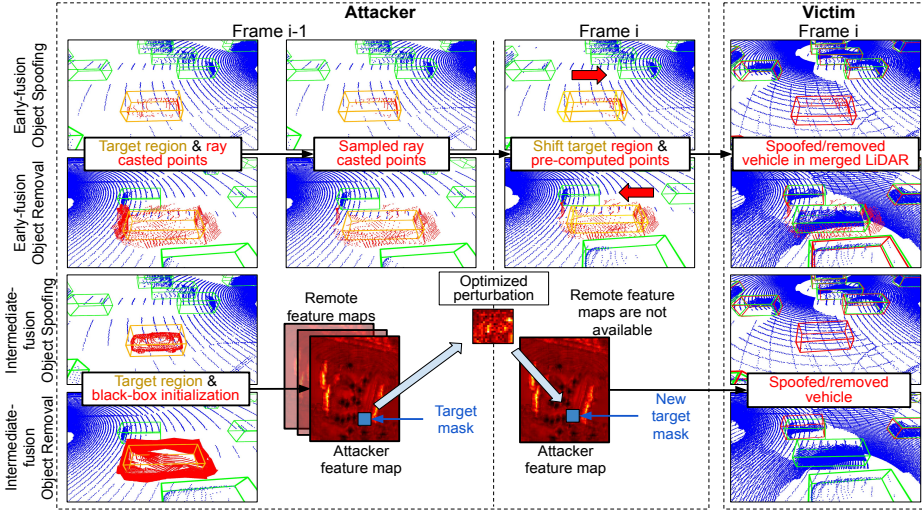 Attacker
Victim
Frame i-1
Frame i
Frame i
Early-fusion
Object Spoofing
Target region & ray
casted points
Sampled ray
casted points
Shift target region &
pre-computed points
Spoofed/removed
vehicle in merged LiDAR
Early-fusion
Object Removal
Intermediate-
fusion
Object Spoofing
Remote
feature maps
Optimized
perturbation
Remote feature
maps are not
available
Target region &
black-box initialization
Target
mask
New
target
mask
Spoofed/removed
vehicle
Intermediate-
fusion
Object Removal
Attacker
feature map
Attacker
feature map